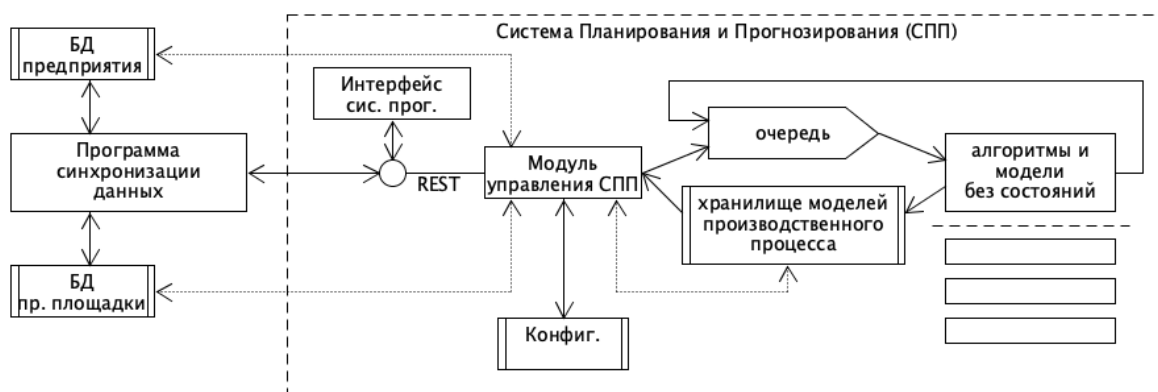 Система Планирования и Прогнозирования (СПП)
БД
предприятия
Интерфейс
сис. прог.
Программа
синхронизации
данных
REST
Модуль
управления СПП
очередь
алгоритмы и
модели
без состояний
хранилище моделей
производственного
процесса
БД
пр. площадки
Конфиг.